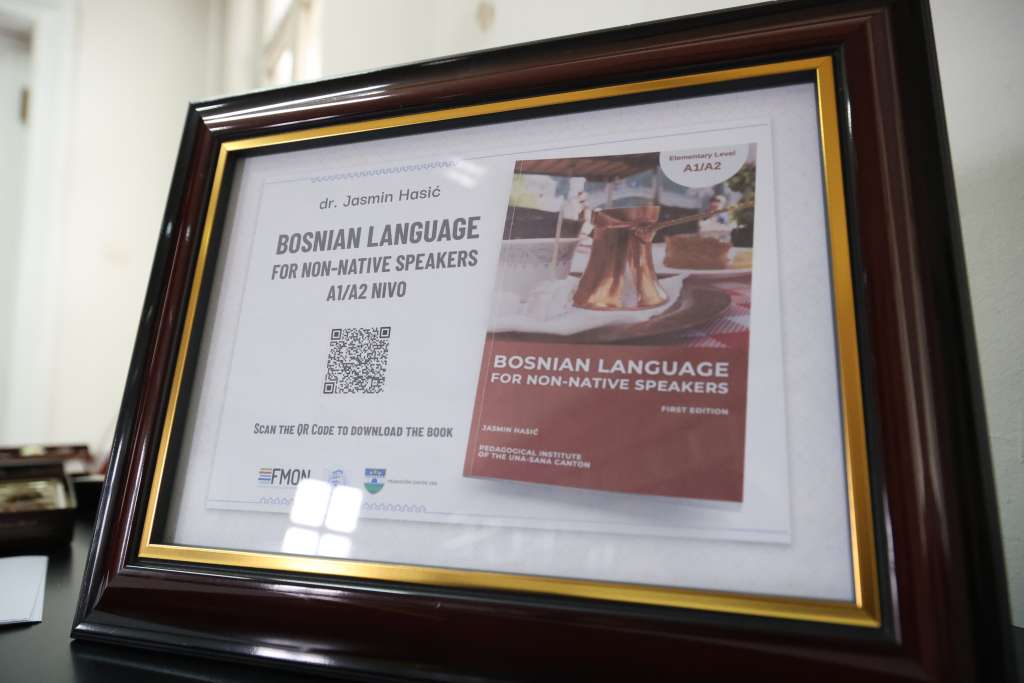 dr. Jasmin Hasić
BOSNIAN LANGUAGE
FOR NON-NATIVE SPEAKERS
A1/A2 NIVO
SCAN THE QR CODE TO DOWNLOAD THE BOOK
FMON
Elementary Level
A1/A2
BOSNIAN LANGUAGE
FOR NON-NATIVE SPEAKERS
FIRST EDITION
JASMIN HASIĆ
PEDAGOGICAL INSTITUTE
OF THE UNA-SANA CANTON